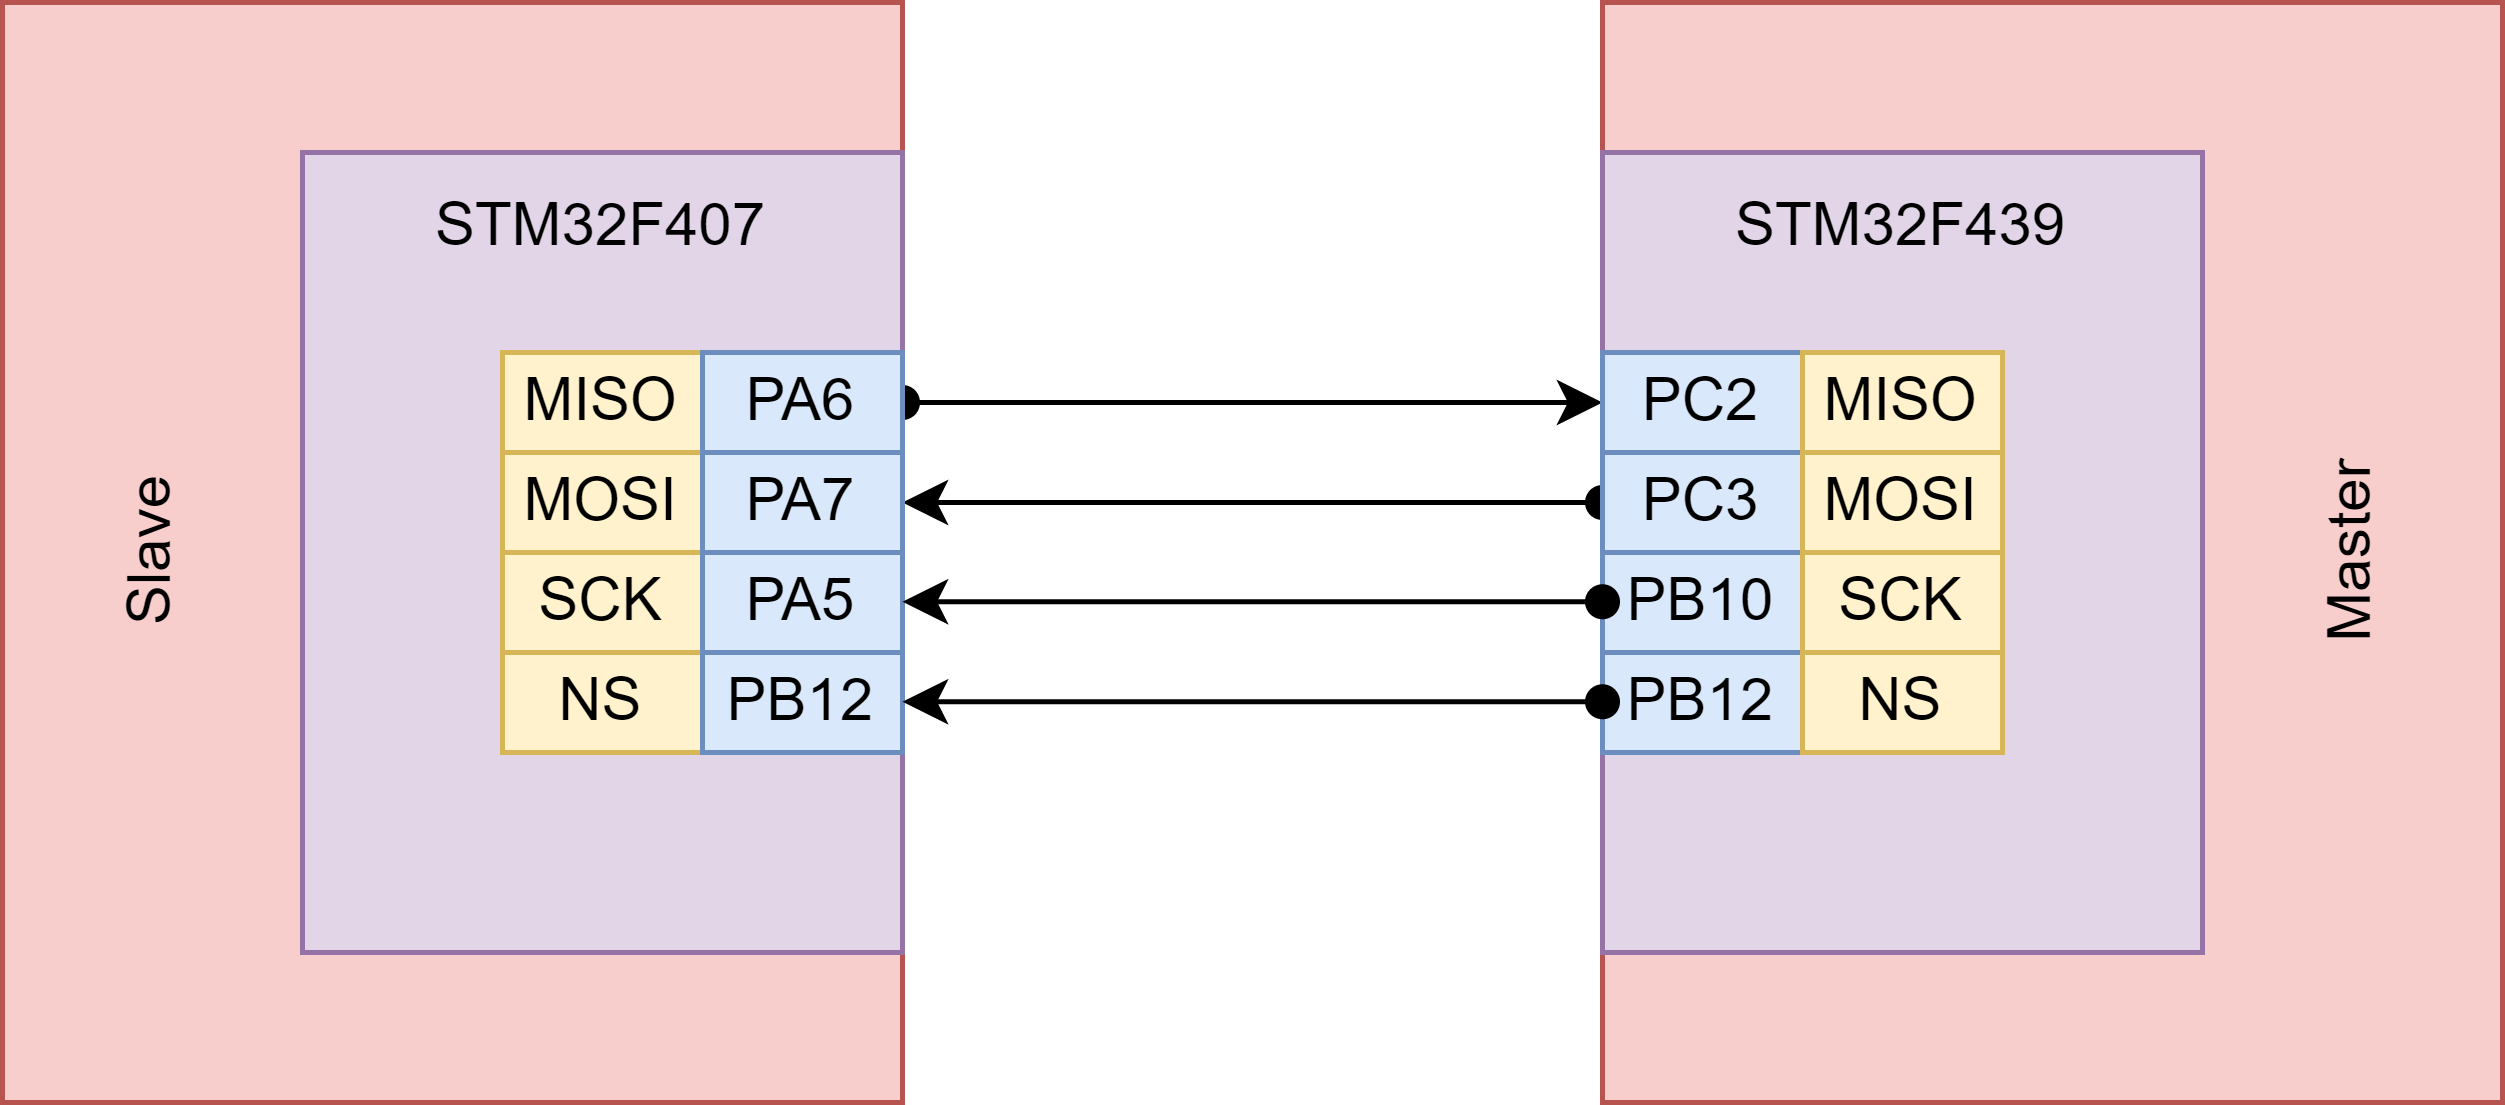 STM32F407
STM32F439
MISO PA6
PC2 MISO
MOSI PA7
PC3 MOSI
SCK PA5
PB10 SCK
NS PB12
PB12 NS
Slave
Master